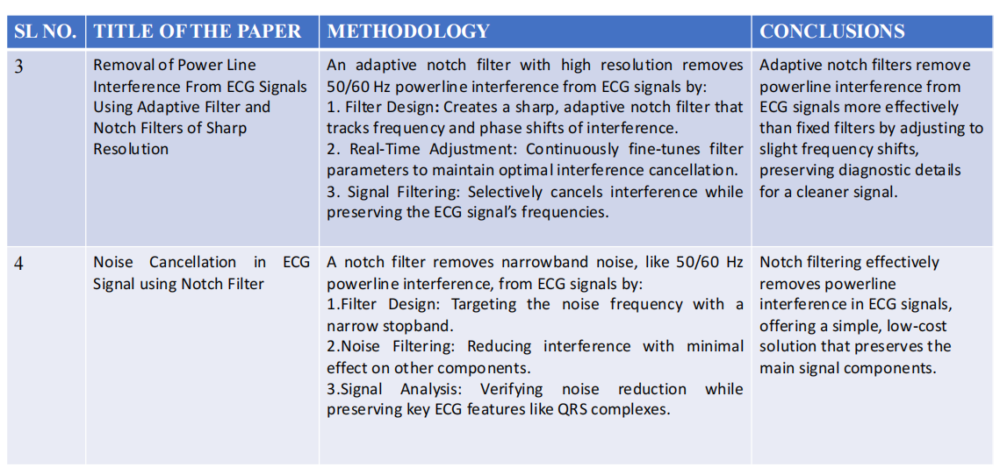 SL NO.
TITLE OF THE PAPER
METHODOLOGY
CONCLUSIONS
3
Removal of Power Line
Interference From ECG Signals
Using Adaptive Filter and
Notch Filters of Sharp
Resolution
An adaptive notch filter with high resolution removes
50/60 Hz powerline interference from ECG signals by:
1. Filter Design: Creates a sharp, adaptive notch filter that
tracks frequency and phase shifts of interference.
2. Real-Time Adjustment: Continuously fine-tunes filter
parameters to maintain optimal interference cancellation.
3. Signal Filtering: Selectively cancels interference while
preserving the ECG signal’s frequencies.
Adaptive notch filters remove
powerline interference from
ECG signals more effectively
than fixed filters by adjusting to
slight frequency shifts,
preserving diagnostic details
for a cleaner signal.
4
Noise Cancellation in ECG
Signal using Notch Filter
A notch filter removes narrowband noise, like 50/60 Hz
powerline interference, from ECG signals by:
1.Filter Design: Targeting the noise frequency with a
narrow stopband.
2.Noise Filtering: Reducing interference with minimal
effect on other components.
3.Signal Analysis: Verifying noise reduction while
preserving key ECG features like QRS complexes.
Notch filtering effectively
removes powerline
interference in ECG signals,
offering a simple, low-cost
solution that preserves the
main signal components.